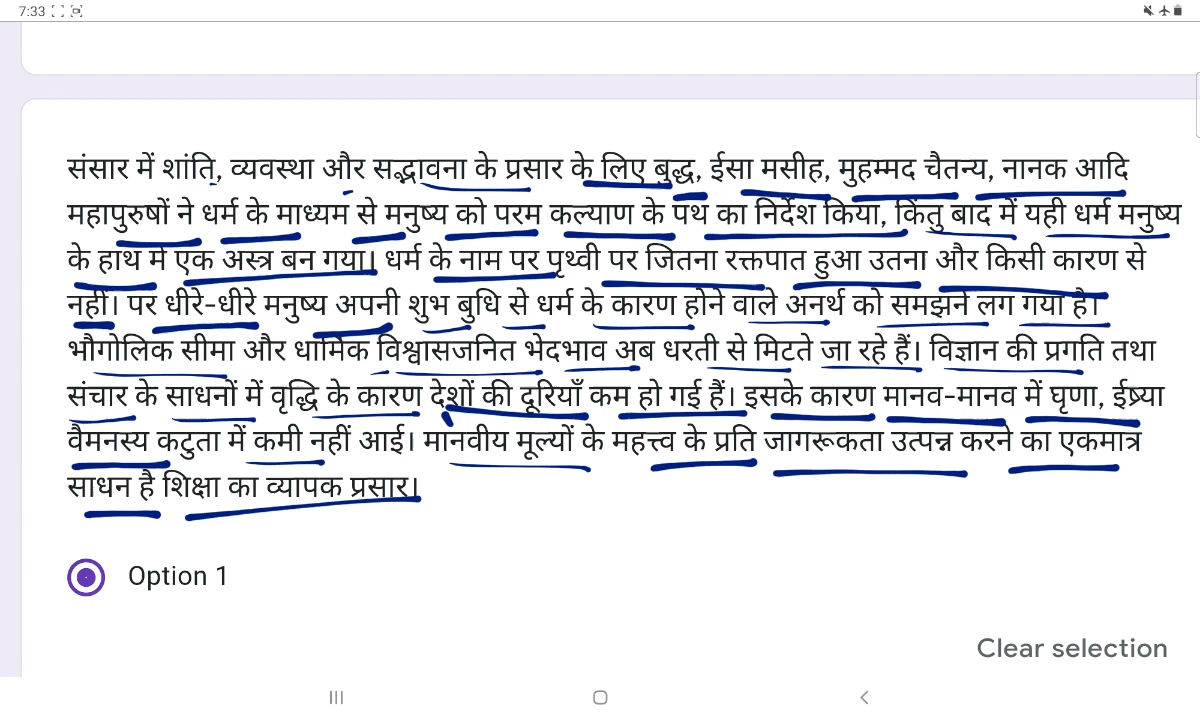 7:33
संसार में शांति, व्यवस्था और सद्भावना के प्रसार के लिए बुद्ध, ईसा मसीह, मुहम्मद चैतन्य, नानक आदि
महापुरुषों ने धर्म के माध्यम से मनुष्य को परम कल्याण के पथ का निर्देश किया, किंतु बाद में यही धर्म मनुष्य
के हाथ में एक अस्त्र बन गया। धर्म के नाम पर पृथ्वी पर जितना रक्तपात हुआ उतना और किसी कारण से
नहीं। पर धीरे-धीरे मनुष्य अपनी शुभ बुधि से धर्म के कारण होने वाले अनर्थ को समझने लग गया है।
भौगोलिक सीमा और धार्मिक विश्वासजनित भेदभाव अब धरती से मिटते जा रहे हैं। विज्ञान की प्रगति तथा
संचार के साधनों में वृद्धि के कारण देशों की दूरियाँ कम हो गई हैं। इसके कारण मानव-मानव में घृणा, ईष्र्या
वैमनस्य कटुता में कमी नहीं आई। मानवीय मूल्यों के महत्त्व के प्रति जागरूकता उत्पन्न करने का एकमात्र
साधन है शिक्षा का व्यापक प्रसार।
Option 1
Clear selection